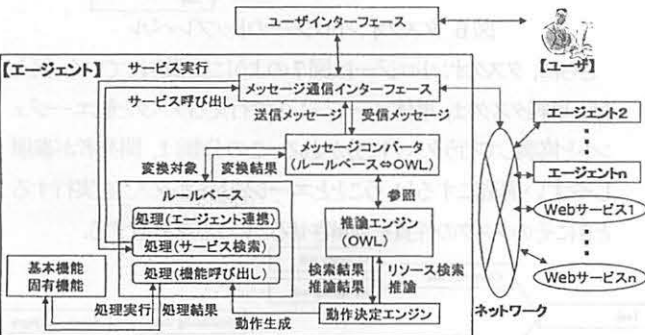 ユーザインターフェース
【ユーザ】
【エージェント】
サービス実行
サービス呼び出し
メッセージ通信インターフェース
送信メッセージ
受信メッセージ
メッセージコンバータ
(ルールベース⇔OWL)
変換対象
変換結果
参照
ルールベース
処理(エージェント連携)
処理(サービス検索)
処理(機能呼び出し)
推論エンジン
(OWL)
基本機能
固有機能
処理実行
処理結果
動作生成
検索結果
推論結果
リソース検索
推論
動作決定エンジン
ネットワーク
エージェント2
エージェントn
Webサービス1
Webサービスn